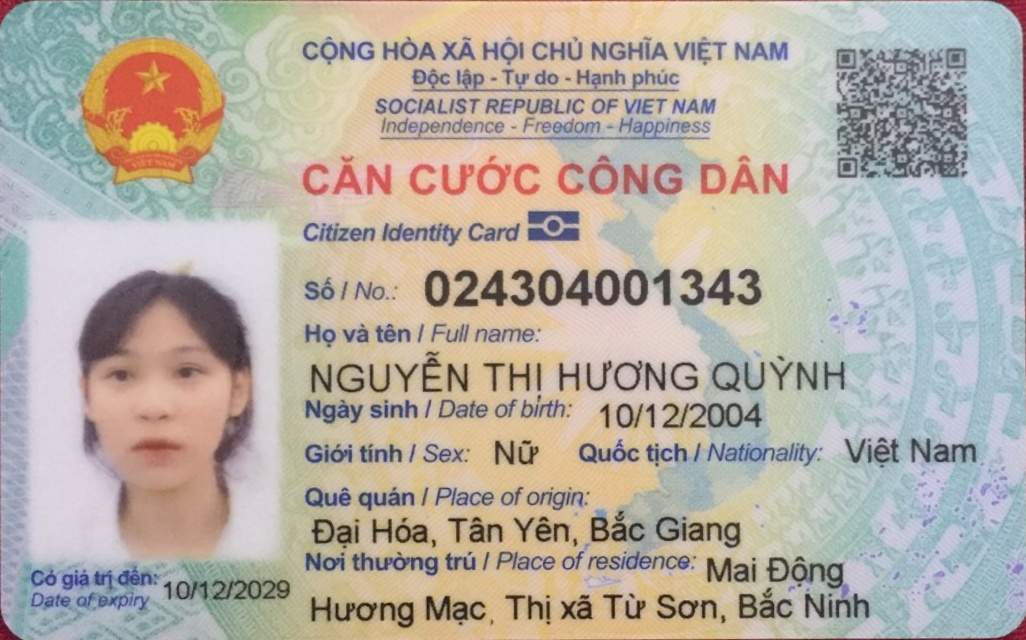 CỘNG HÒA XÃ HỘI CHỦ NGHĨA VIỆT NAM
Độc lập - Tự do - Hạnh phúc
SOCIALIST REPUBLIC OF VIET NAM
Independence - Freedom - Happiness
CĂN CƯỚC CÔNG DÂN
Citizen Identity Card
Số / No.: 024304001343
Họ và tên / Full name:
NGUYỄN THỊ HƯƠNG QUỲNH
Ngày sinh / Date of birth: 10/12/2004
Giới tính / Sex: Nữ Quốc tịch / Nationality: Việt Nam
Quê quán / Place of origin:
Đại Hóa, Tân Yên, Bắc Giang
Nơi thường trú / Place of residence: Mai Động
Hương Mạc, Thị xã Từ Sơn, Bắc Ninh
Có giá trị đến: 10/12/2029
Date of expiry
VIỆT NAM